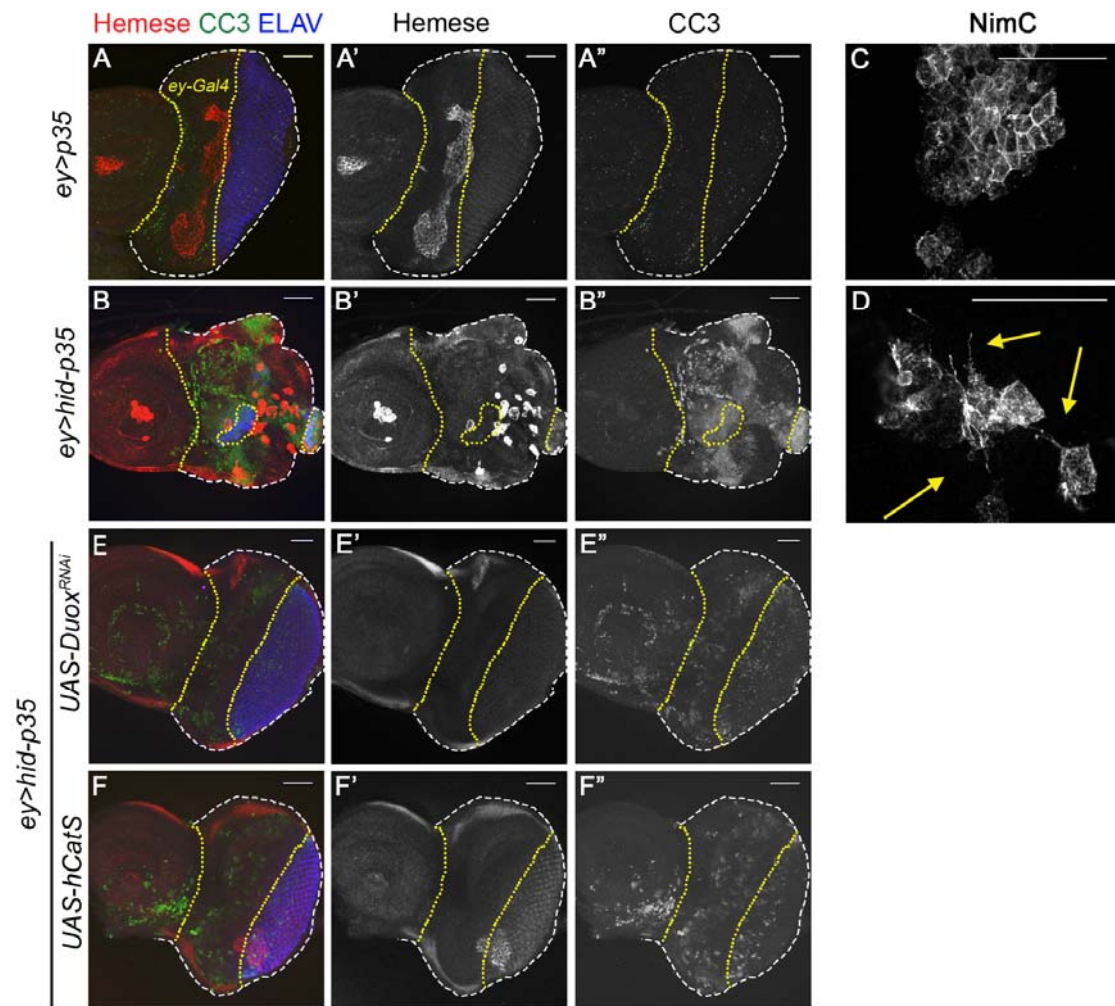 Hemese CC3 ELAV Hemese CC3 NimC
A A' A" C
ey-Gal4
ey>p35
B B' B" D
ey>hid-p35
E E' E"
UAS-Duox^RNAi
ey>hid-p35
F F' F"
UAS-hCatS